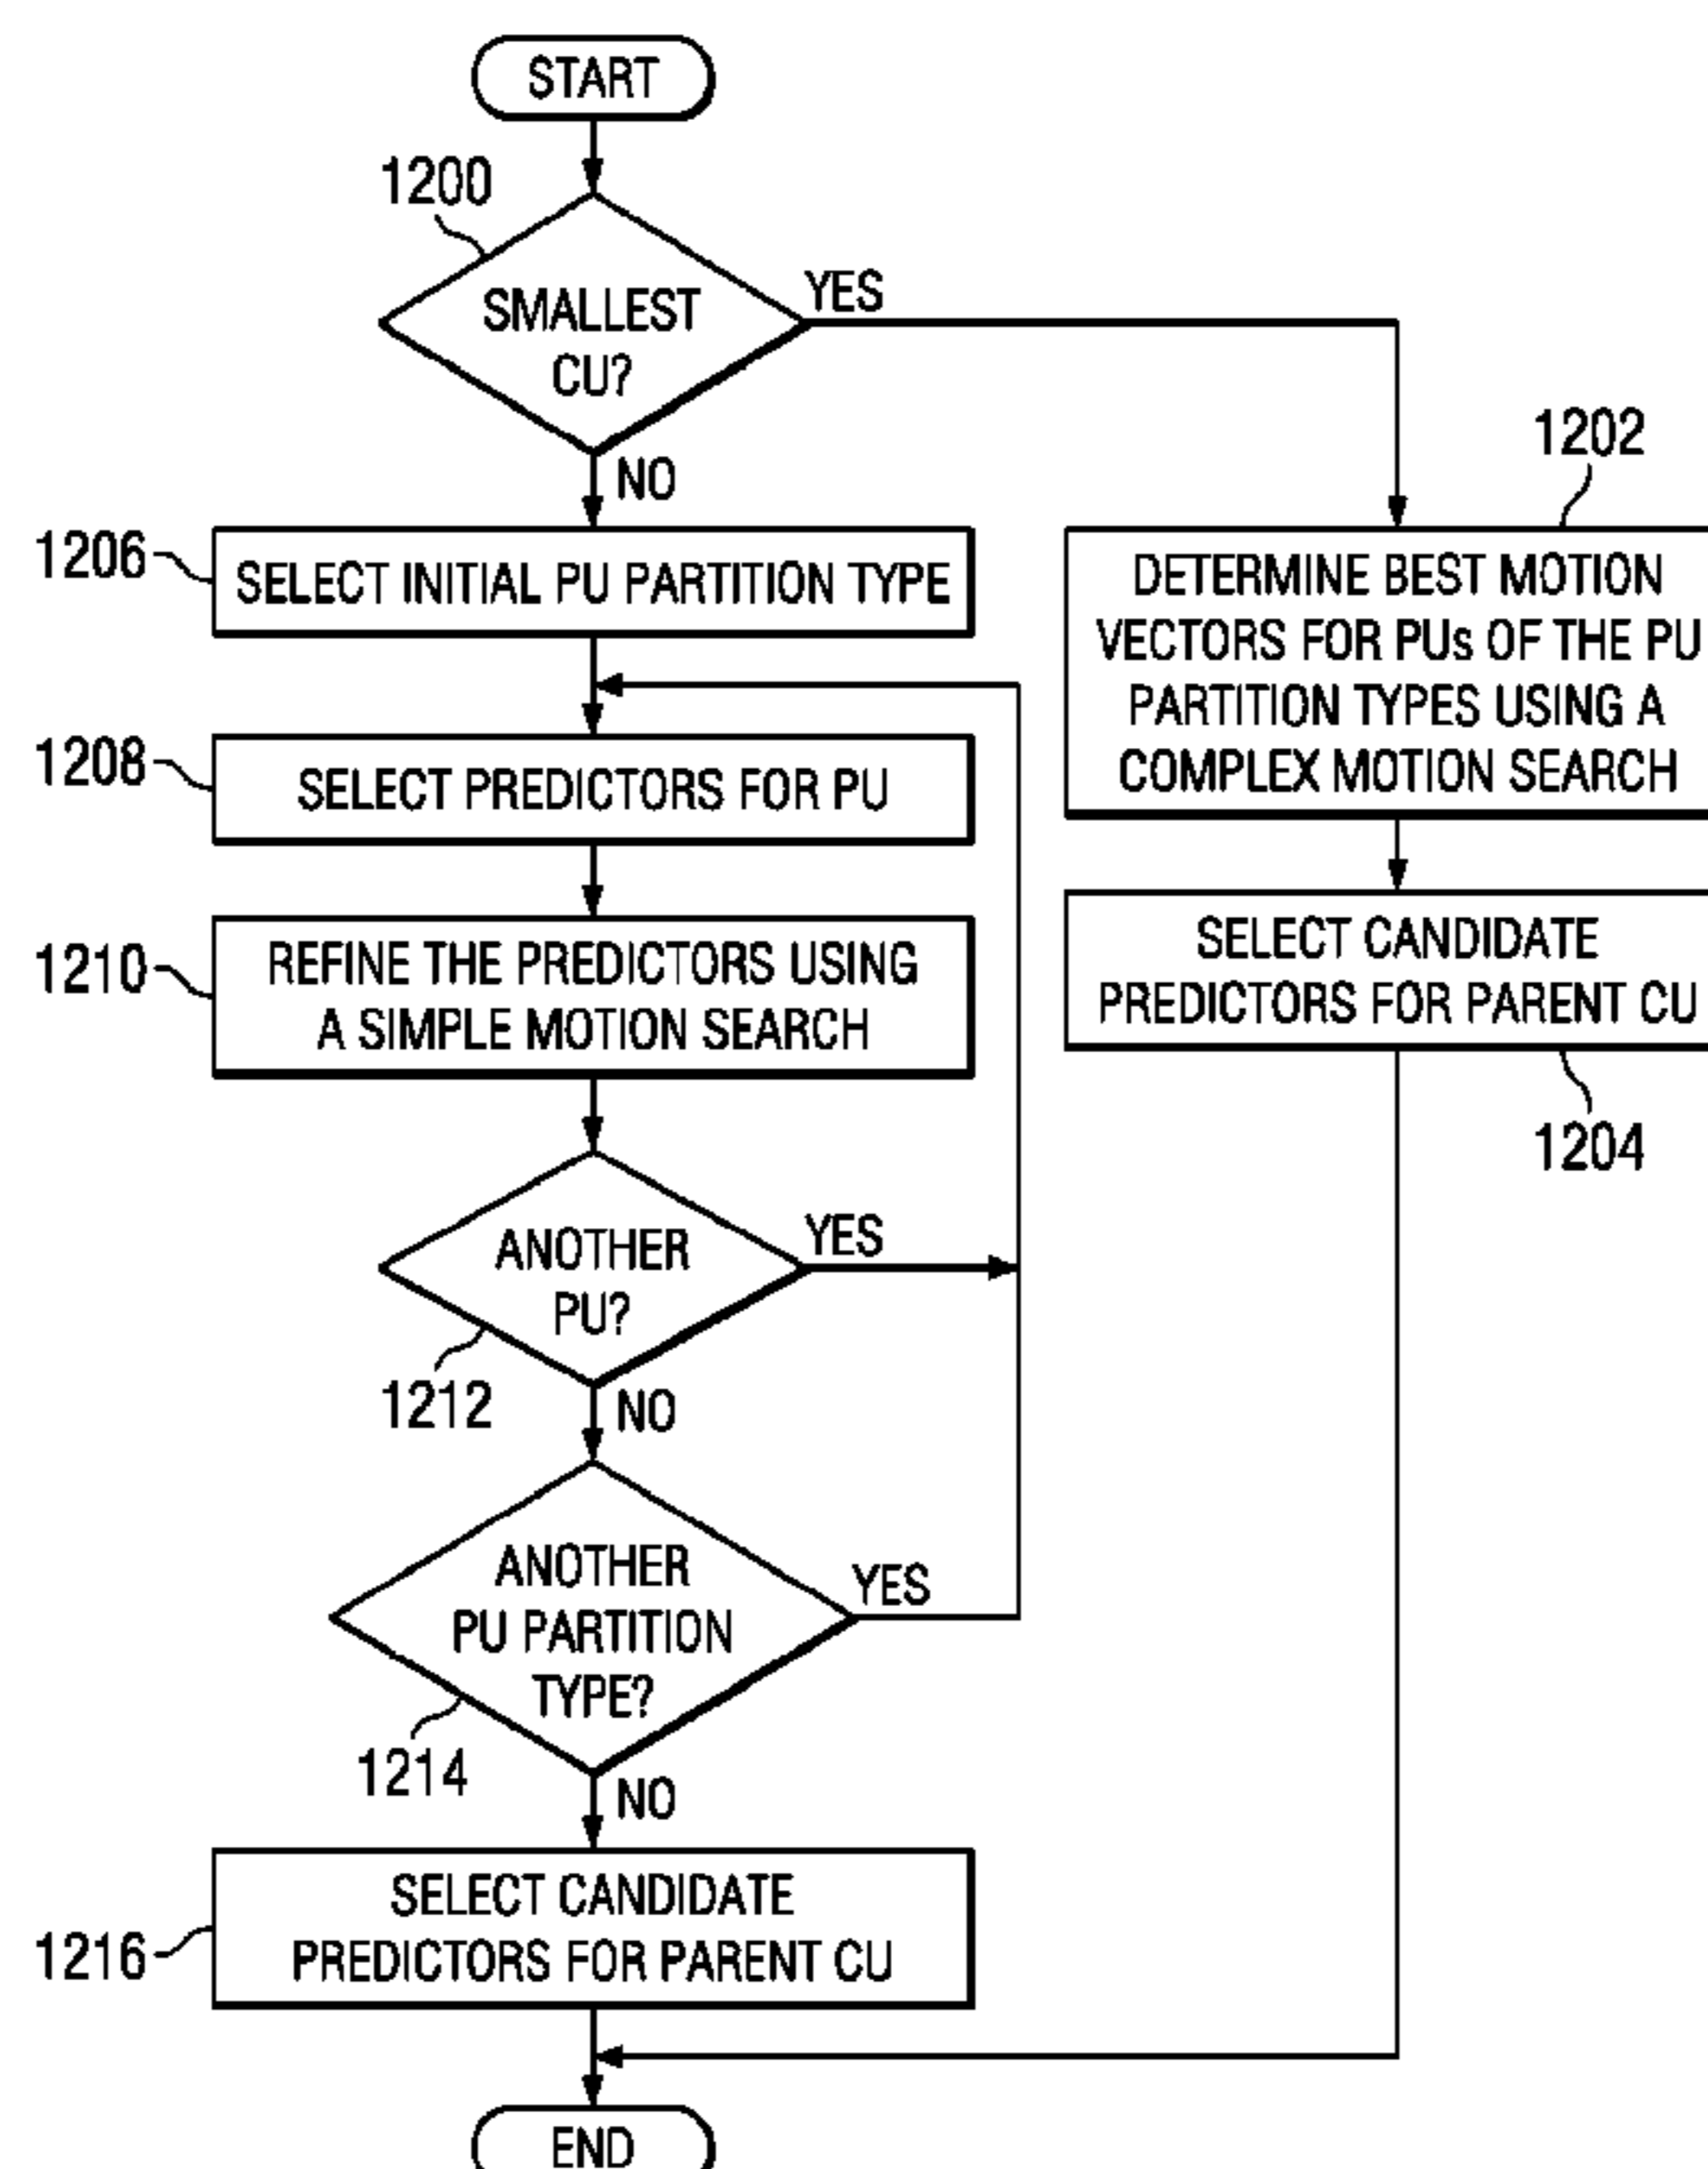 START
1200
SMALLEST
CU?
YES
NO
1202
DETERMINE BEST MOTION
VECTORS FOR PUs OF THE PU
PARTITION TYPES USING A
COMPLEX MOTION SEARCH
SELECT CANDIDATE
PREDICTORS FOR PARENT CU
1204
1206
SELECT INITIAL PU PARTITION TYPE
1208
SELECT PREDICTORS FOR PU
1210
REFINE THE PREDICTORS USING
A SIMPLE MOTION SEARCH
ANOTHER
PU?
YES
1212
NO
ANOTHER
PU PARTITION
TYPE?
YES
1214
NO
1216
SELECT CANDIDATE
PREDICTORS FOR PARENT CU
END